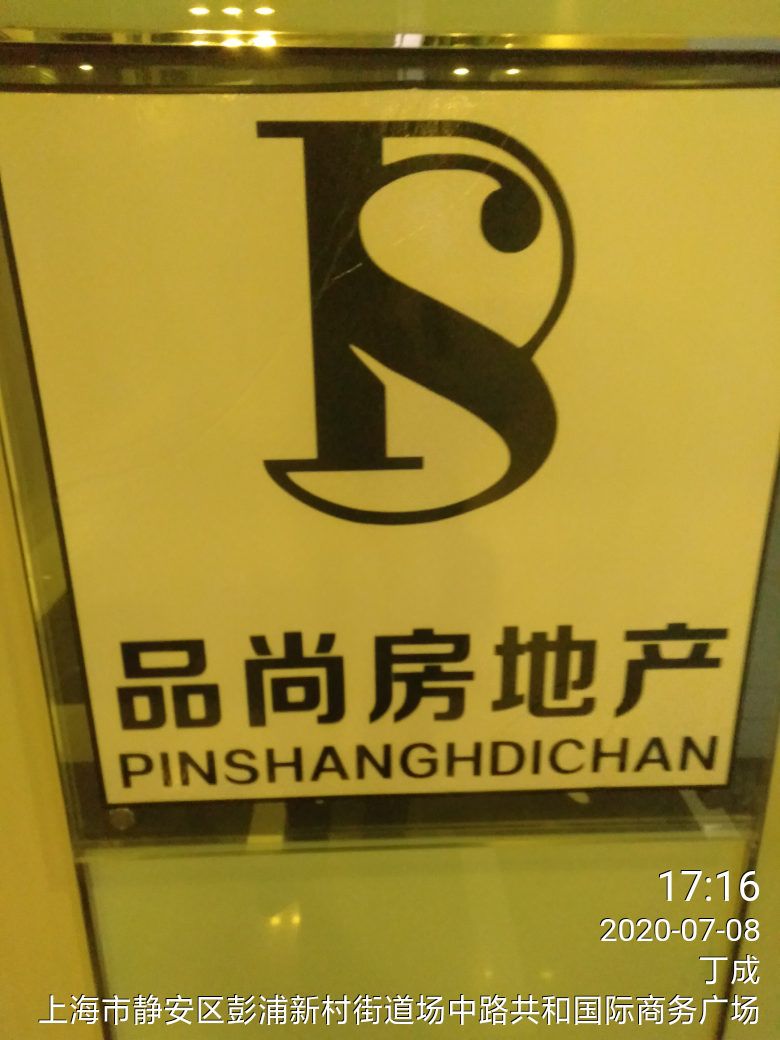 PS
品尚房地产
PINSHANGHDICHAN
17:16
2020-07-08
丁成
上海市静安区彭浦新村街道场中路共和国际商务广场